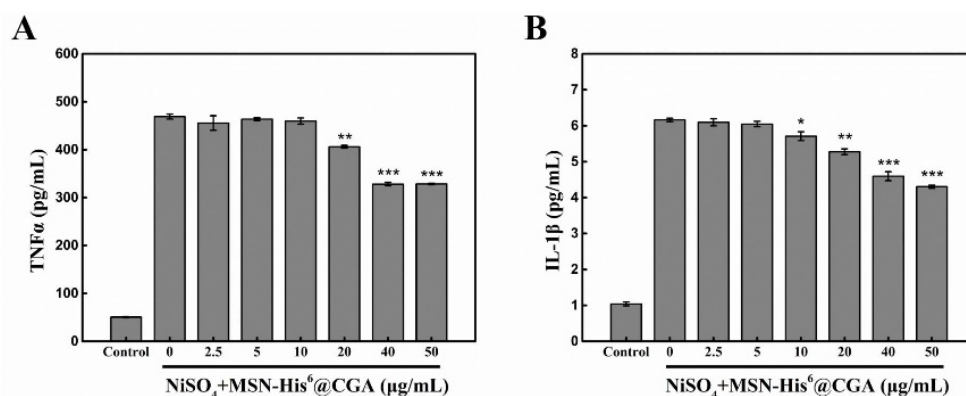 A
600
500
400
300
200
100
0
TNFα (pg/mL)
** *** ***
Control 0 2.5 5 10 20 40 50
NiSO₄+MSN-His⁶@CGA (μg/mL)
B
8
7
6
5
4
3
2
1
0
IL-1β (pg/mL)
* ** *** ***
Control 0 2.5 5 10 20 40 50
NiSO₄+MSN-His⁶@CGA (μg/mL)